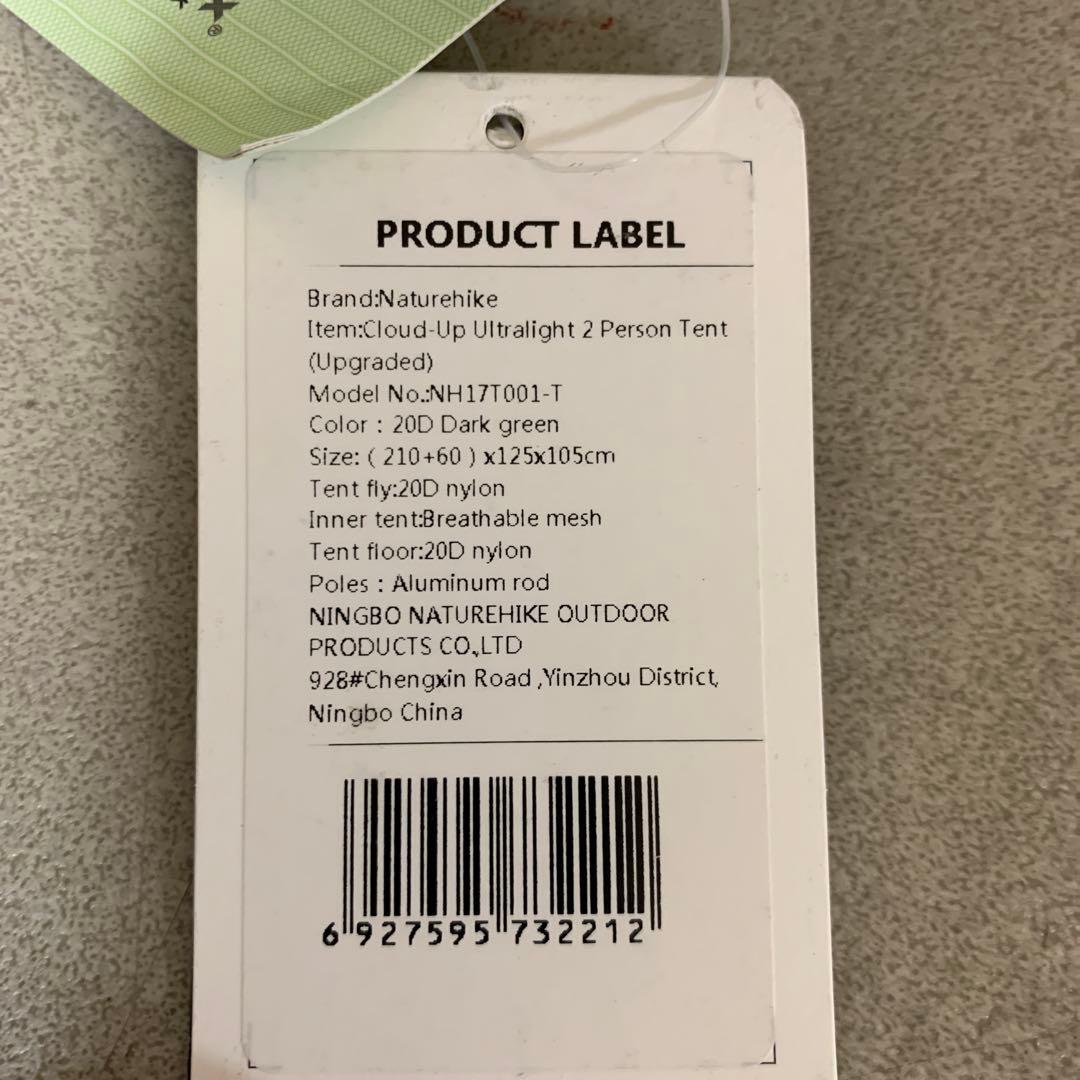 ®
PRODUCT LABEL
Brand:Naturehike
Item:Cloud-Up Ultralight 2 Person Tent
(Upgraded)
Model No.:NH17T001-T
Color : 20D Dark green
Size: ( 210+60 ) x125x105cm
Tent fly:20D nylon
Inner tent:Breathable mesh
Tent floor:20D nylon
Poles : Aluminum rod
NINGBO NATUREHIKE OUTDOOR
PRODUCTS CO.,LTD
928#Chengxin Road ,Yinzhou District,
Ningbo China
6 927595 732212